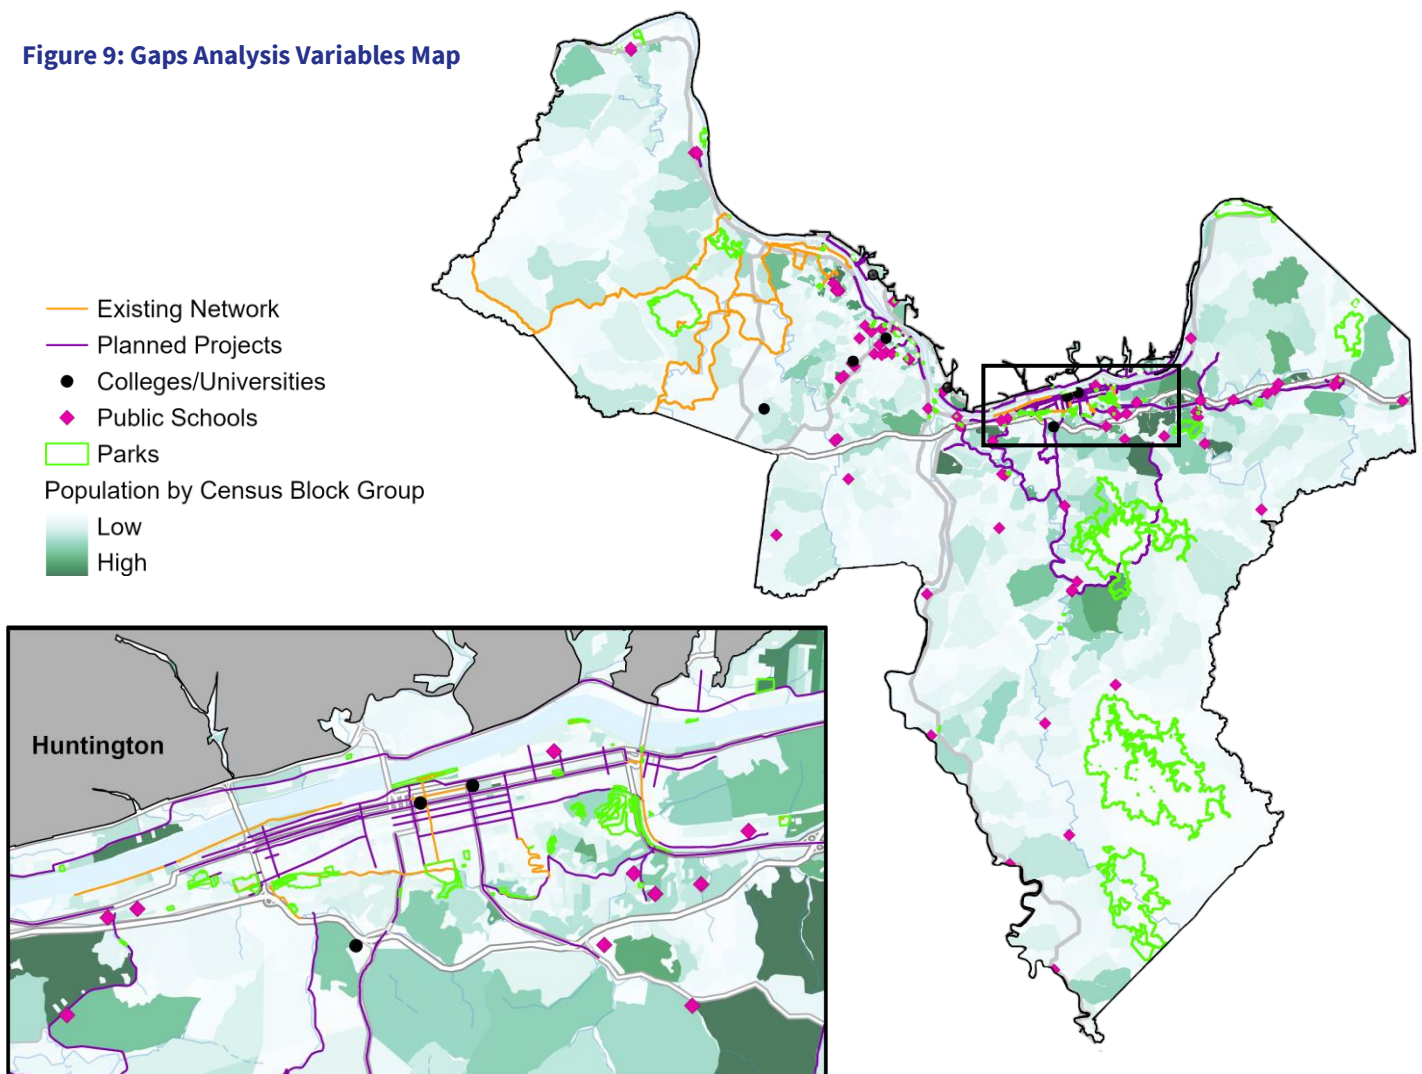 Figure 9: Gaps Analysis Variables Map
Existing Network
Planned Projects
Colleges/Universities
Public Schools
Parks
Population by Census Block Group
Low
High
Huntington